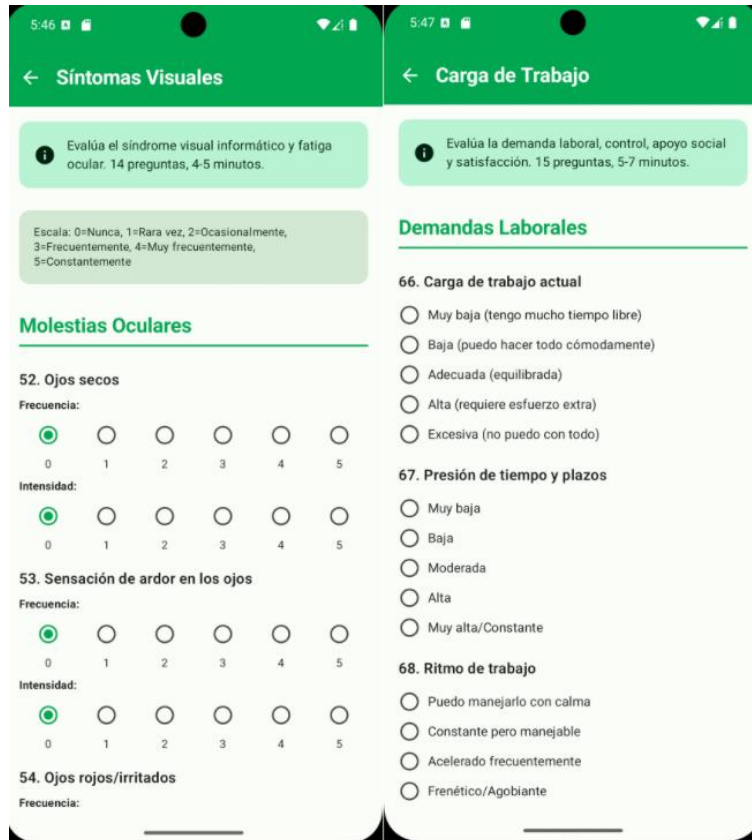 5:46
Síntomas Visuales
Evalúa el síndrome visual informático y fatiga
ocular. 14 preguntas, 4-5 minutos.
Escala: 0=Nunca, 1=Rara vez, 2=Ocasionalmente,
3=Frecuentemente, 4=Muy frecuentemente,
5=Constantemente
Molestias Oculares
52. Ojos secos
Frecuencia:
0 1 2 3 4 5
Intensidad:
0 1 2 3 4 5
53. Sensación de ardor en los ojos
Frecuencia:
0 1 2 3 4 5
Intensidad:
0 1 2 3 4 5
54. Ojos rojos/irritados
Frecuencia:
5:47
Carga de Trabajo
Evalúa la demanda laboral, control, apoyo social
y satisfacción. 15 preguntas, 5-7 minutos.
Demandas Laborales
66. Carga de trabajo actual
Muy baja (tengo mucho tiempo libre)
Baja (puedo hacer todo cómodamente)
Adecuada (equilibrada)
Alta (requiere esfuerzo extra)
Excesiva (no puedo con todo)
67. Presión de tiempo y plazos
Muy baja
Baja
Moderada
Alta
Muy alta/Constante
68. Ritmo de trabajo
Puedo manejarlo con calma
Constante pero manejable
Acelerado frecuentemente
Frenético/Agobiante